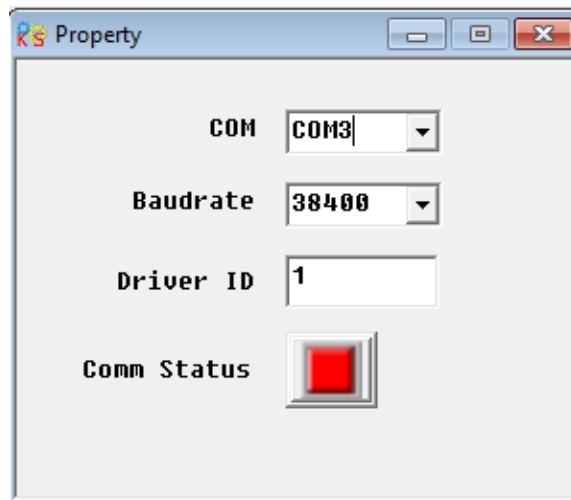 Property
COM COM3
Baudrate 38400
Driver ID 1
Comm Status